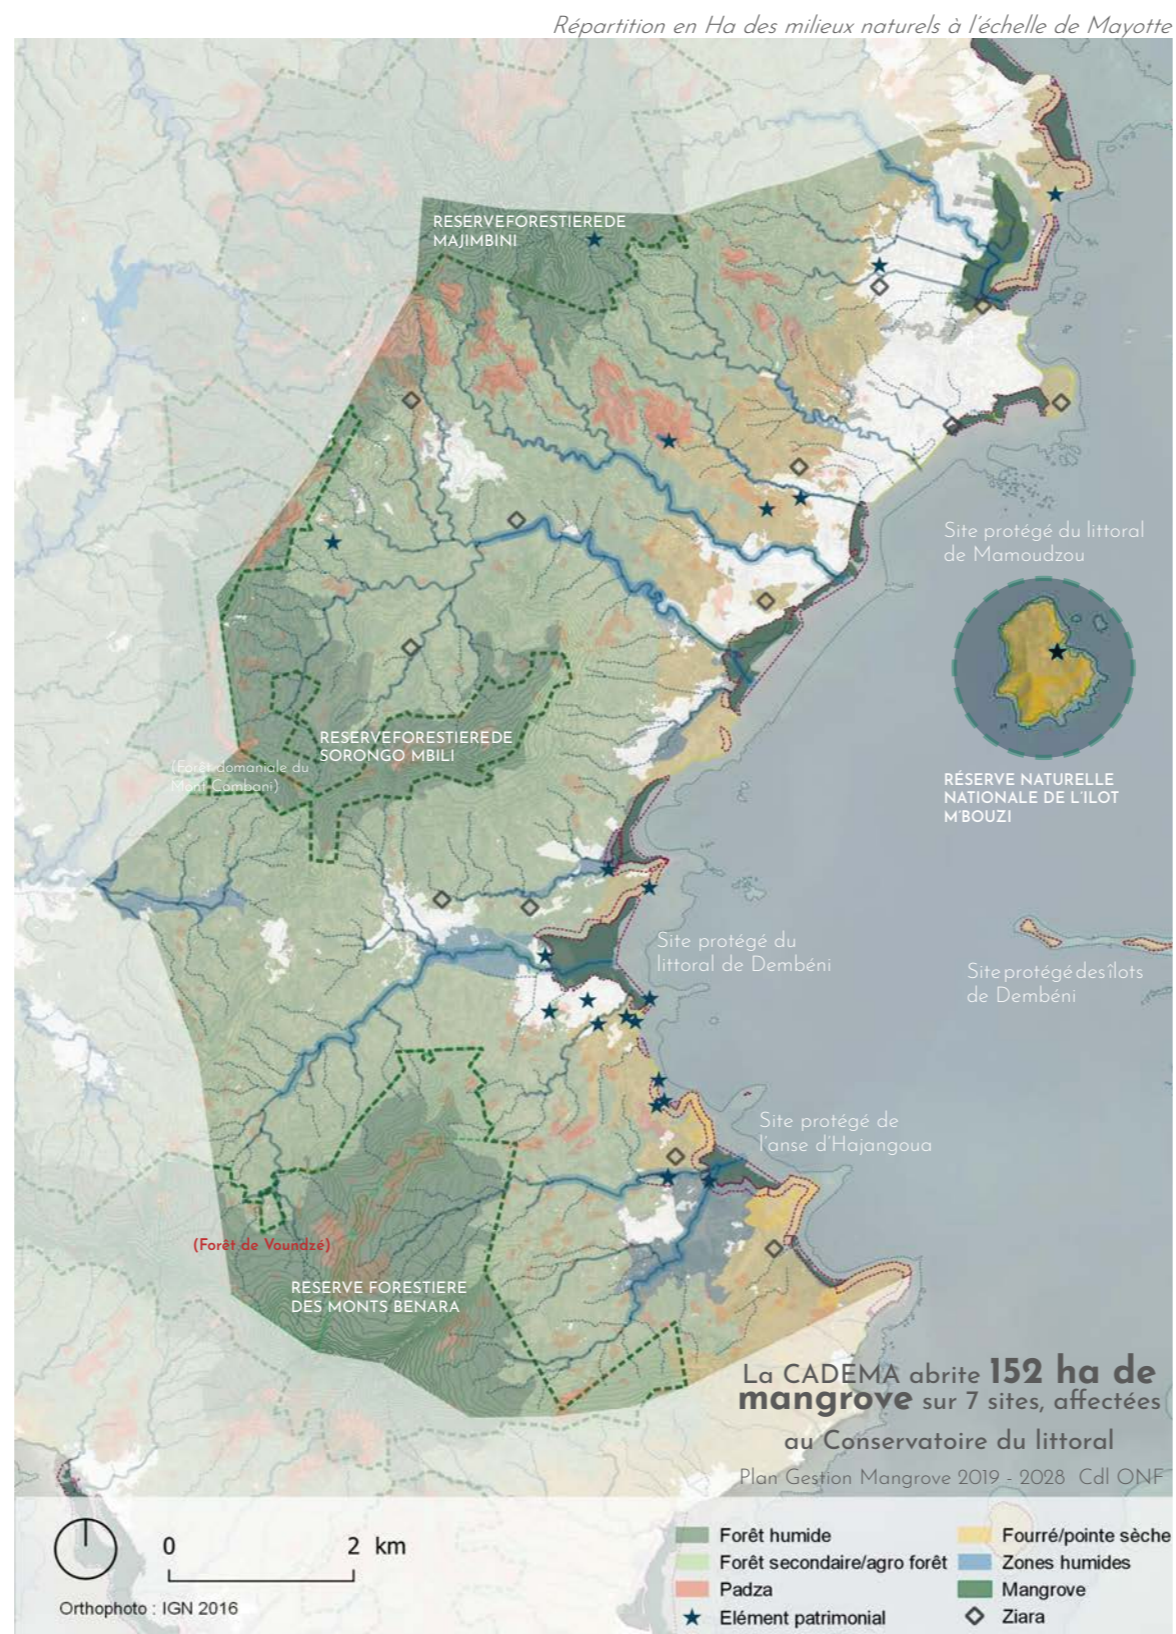 Répartition en Ha des milieux naturels à l'échelle de Mayotte
RESERVEFORESTIEREDE
MAJIMBINI
Site protégé du littoral
de Mamoudzou
RESERVEFORESTIEREDE
SORONGO MBILI
(Forêt domaniale du
Mont Combani)
RÉSERVE NATURELLE
NATIONALE DE L'ILOT
M'BOUZI
Site protégé du
littoral de Dembéni
Siteprotégédesîlots
de Dembéni
Site protégé de
l'anse d'Hajangoua
(Forêt de Voundzé)
RESERVE FORESTIERE
DES MONTS BENARA
La CADEMA abrite 152 ha de
mangrove sur 7 sites, affectées
au Conservatoire du littoral
Plan Gestion Mangrove 2019 - 2028 Cdl ONF
0 2 km
Orthophoto : IGN 2016
Forêt humide
Forêt secondaire/agro forêt
Padza
Elément patrimonial
Fourré/pointe sèche
Zones humides
Mangrove
Ziara